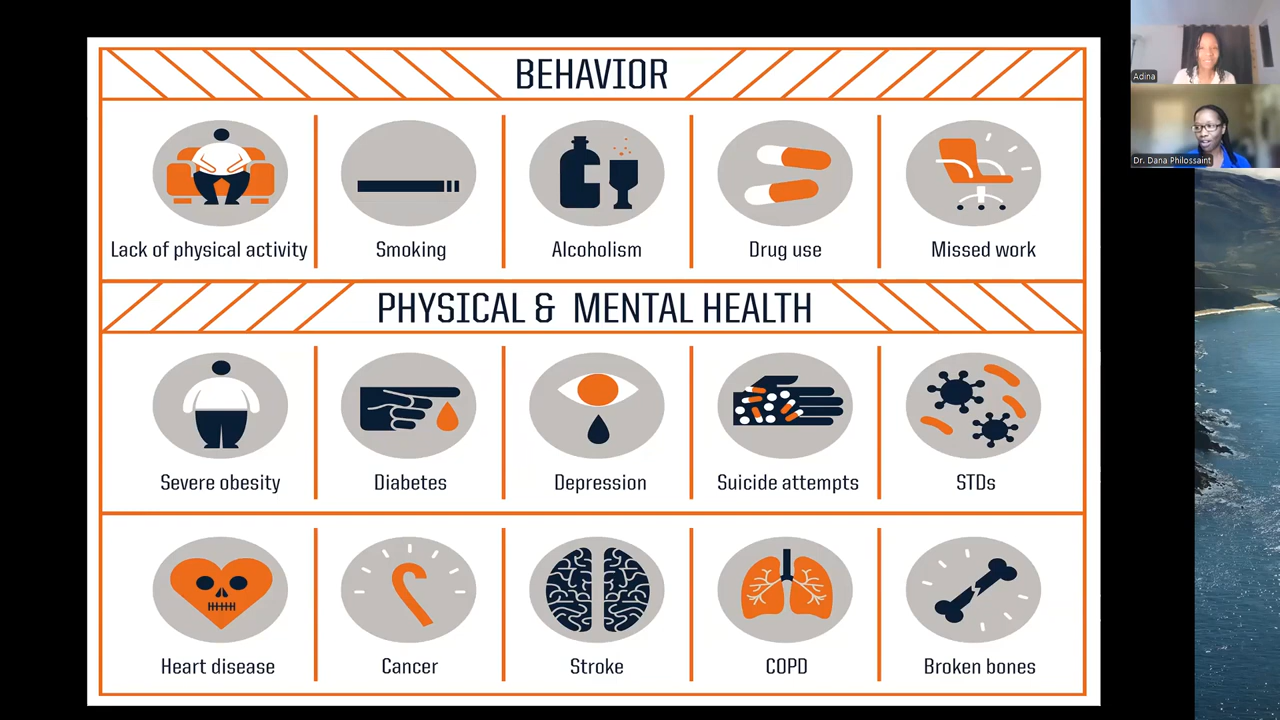 BEHAVIOR
Lack of physical activity
Smoking
Alcoholism
Drug use
Missed work
PHYSICAL & MENTAL HEALTH
Severe obesity
Diabetes
Depression
Suicide attempts
STDs
Heart disease
Cancer
Stroke
COPD
Broken bones
Adina
Dr. Dana Philossaint